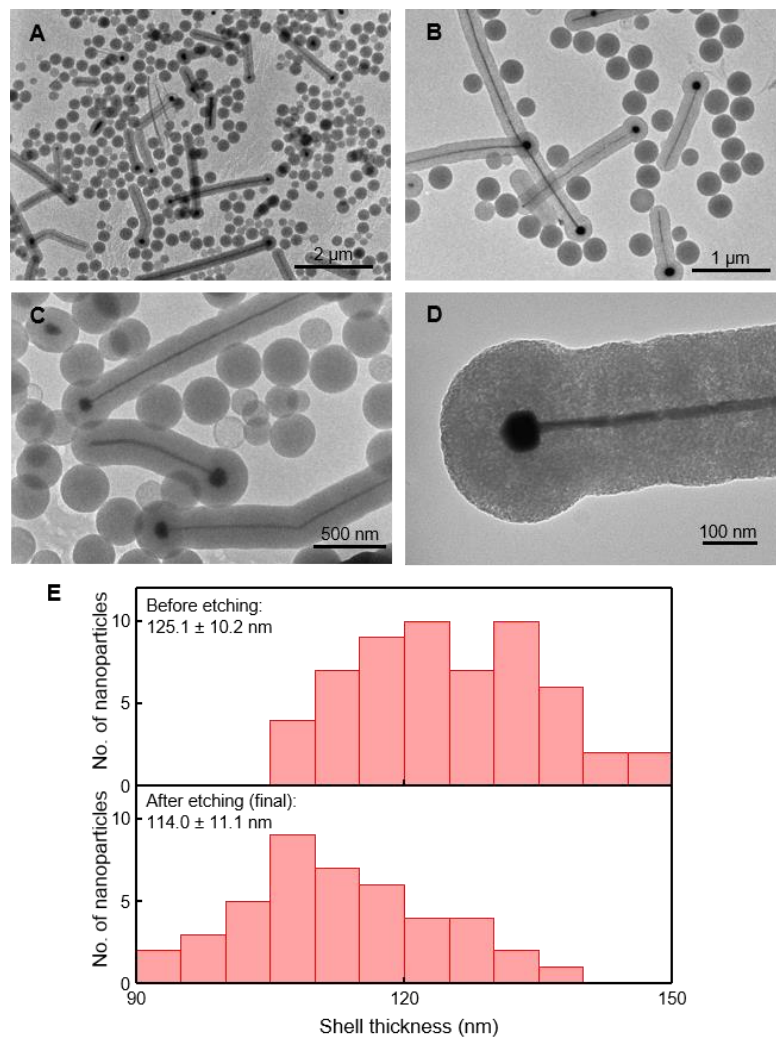 A
2 µm
B
1 µm
C
500 nm
D
100 nm
E
No. of nanoparticles
10
5
0
Before etching:
125.1 ± 10.2 nm
No. of nanoparticles
10
5
0
After etching (final):
114.0 ± 11.1 nm
90
120
150
Shell thickness (nm)